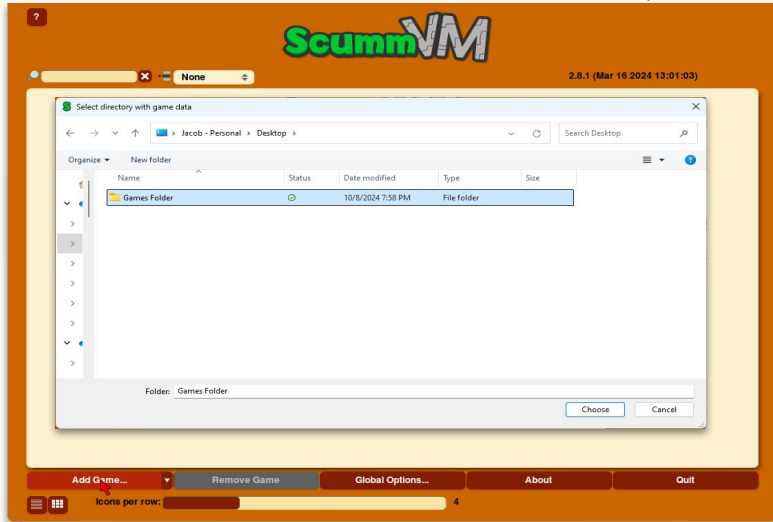 ?
ScummVM
None
2.8.1 (Mar 16 2024 13:01:03)
Select directory with game data
Jacob - Personal > Desktop >
Search Desktop
Organize
New folder
?
Name
Status
Date modified
Type
Size
Games Folder
10/8/2024 7:58 PM
File folder
Folder:
Games Folder
Choose
Cancel
Add Game...
Remove Game
Global Options...
About
Quit
Icons per row:
4